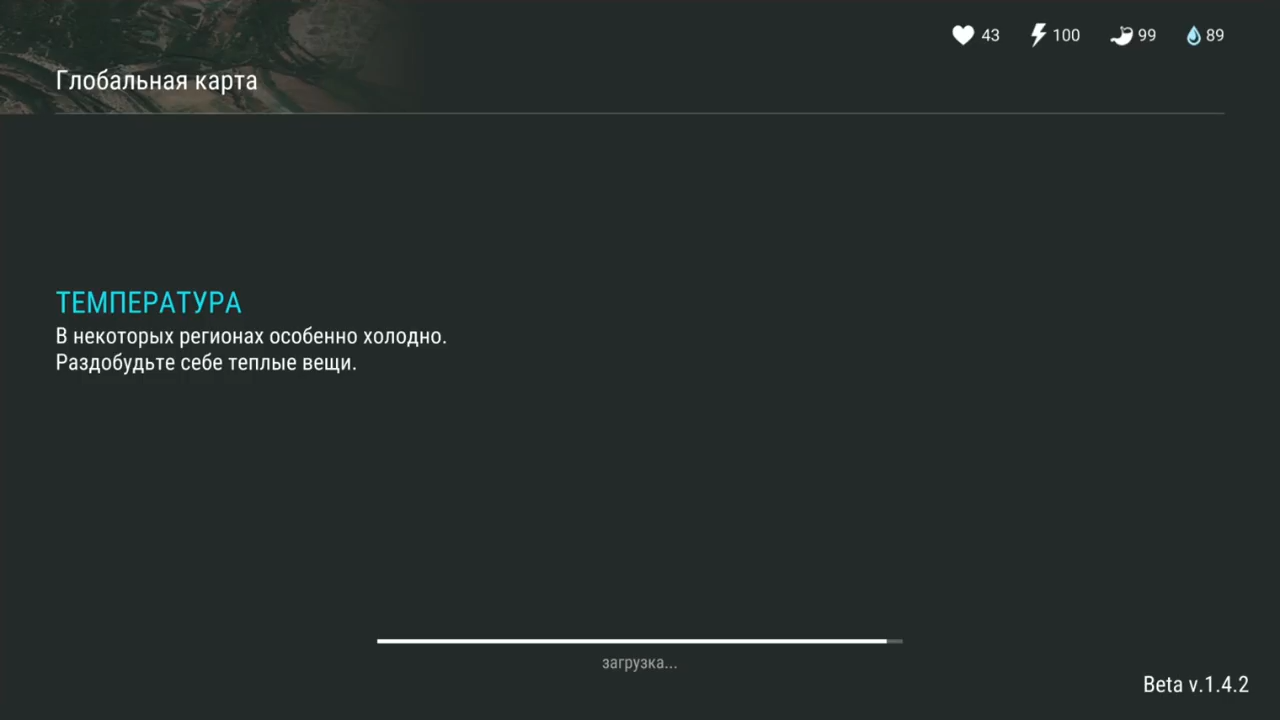 43 100 99 89
Глобальная карта
ТЕМПЕРАТУРА
В некоторых регионах особенно холодно.
Раздобудьте себе теплые вещи.
загрузка...
Beta v.1.4.2